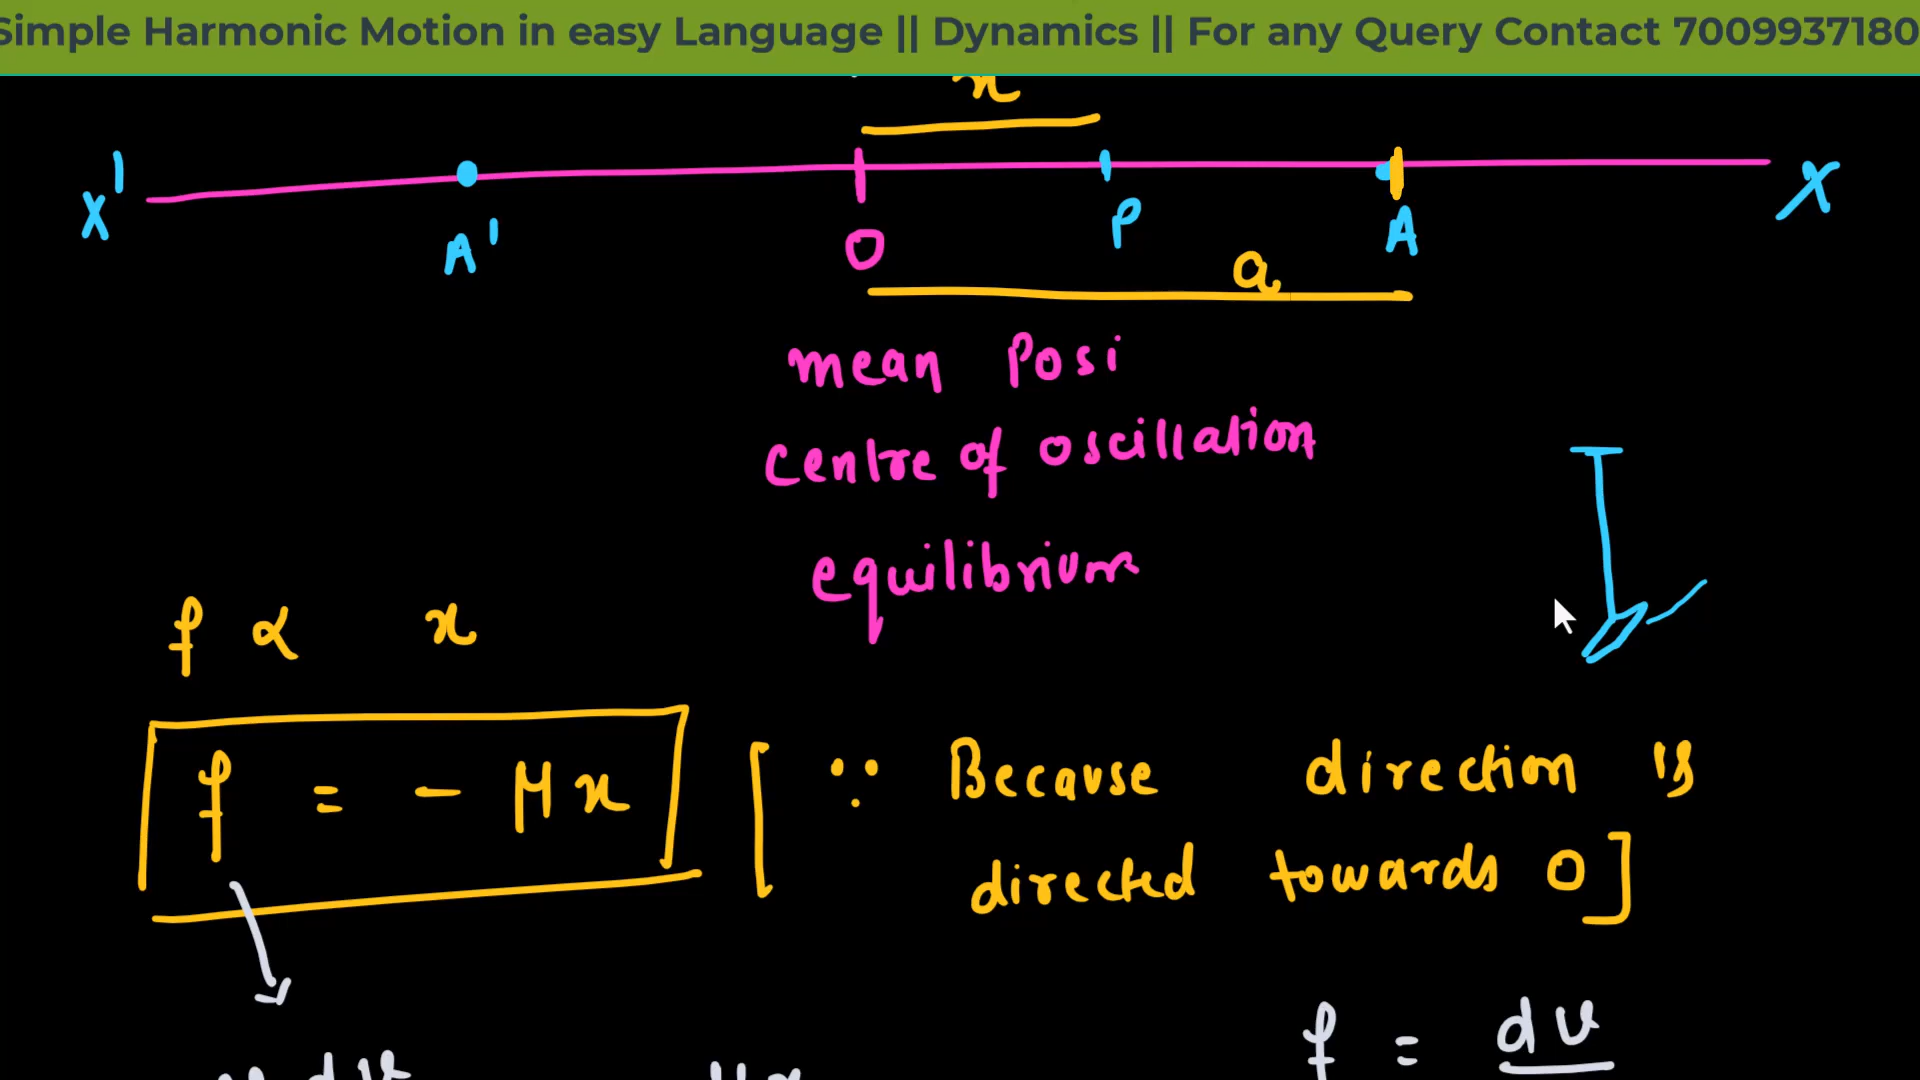 Simple Harmonic Motion in easy Language || Dynamics || For any Query Contact 7009937180
x
X' A' O P A X
a
mean Posi
centre of oscillation
equilibrium
f ∝ x
f = - μx [ ∵ Because direction is
directed towards O ]
f = dv
dv